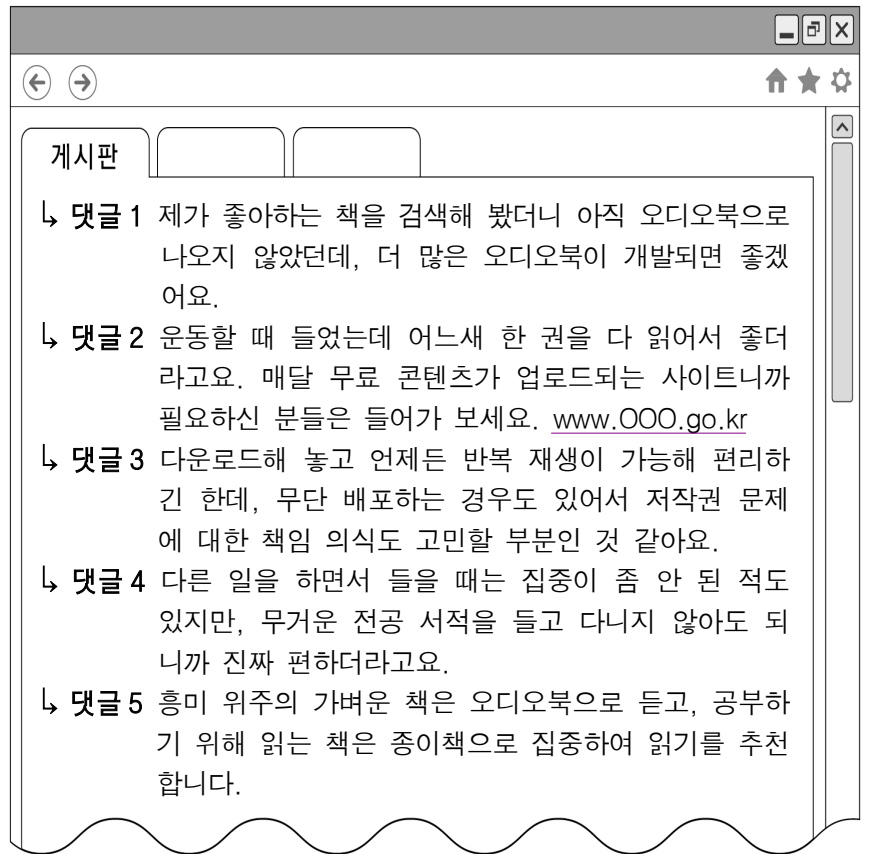 게시판
↳ 댓글 1 제가 좋아하는 책을 검색해 봤더니 아직 오디오북으로
나오지 않았던데, 더 많은 오디오북이 개발되면 좋겠
어요.
↳ 댓글 2 운동할 때 들었는데 어느새 한 권을 다 읽어서 좋더
라고요. 매달 무료 콘텐츠가 업로드되는 사이트니까
필요하신 분들은 들어가 보세요. www.OOO.go.kr
↳ 댓글 3 다운로드해 놓고 언제든 반복 재생이 가능해 편리하
긴 한데, 무단 배포하는 경우도 있어서 저작권 문제
에 대한 책임 의식도 고민할 부분인 것 같아요.
↳ 댓글 4 다른 일을 하면서 들을 때는 집중이 좀 안 된 적도
있지만, 무거운 전공 서적을 들고 다니지 않아도 되
니까 진짜 편하더라고요.
↳ 댓글 5 흥미 위주의 가벼운 책은 오디오북으로 듣고, 공부하
기 위해 읽는 책은 종이책으로 집중하여 읽기를 추천
합니다.